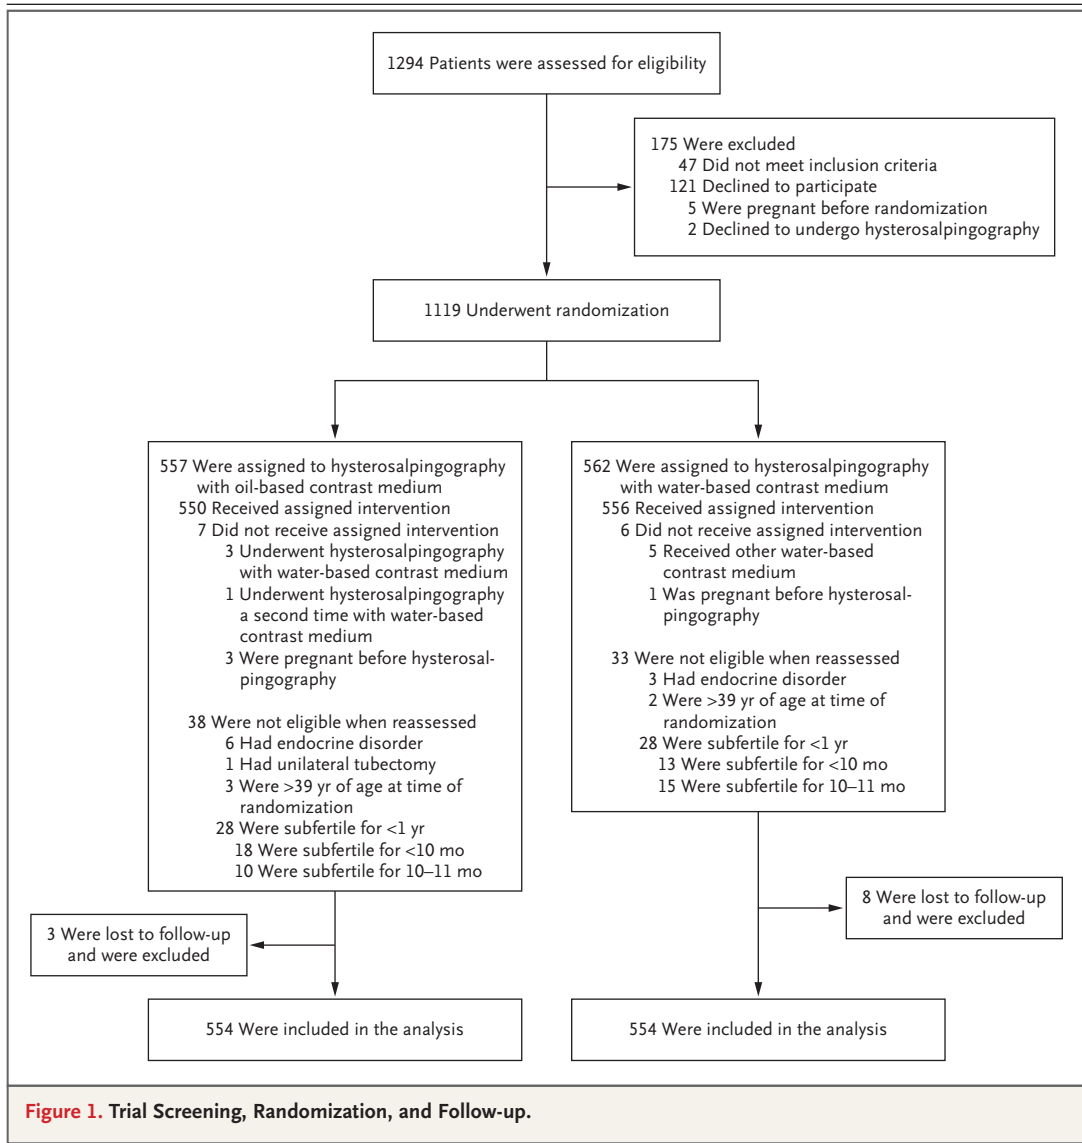 1294 Patients were assessed for eligibility
175 Were excluded
47 Did not meet inclusion criteria
121 Declined to participate
5 Were pregnant before randomization
2 Declined to undergo hysterosalpingography
1119 Underwent randomization
557 Were assigned to hysterosalpingography
with oil-based contrast medium
550 Received assigned intervention
7 Did not receive assigned intervention
3 Underwent hysterosalpingography
with water-based contrast medium
1 Underwent hysterosalpingography
a second time with water-based
contrast medium
3 Were pregnant before hysterosal-
pingography
38 Were not eligible when reassessed
6 Had endocrine disorder
1 Had unilateral tubectomy
3 Were >39 yr of age at time of
randomization
28 Were subfertile for <1 yr
18 Were subfertile for <10 mo
10 Were subfertile for 10–11 mo
562 Were assigned to hysterosalpingography
with water-based contrast medium
556 Received assigned intervention
6 Did not receive assigned intervention
5 Received other water-based
contrast medium
1 Was pregnant before hysterosal-
pingography
33 Were not eligible when reassessed
3 Had endocrine disorder
2 Were >39 yr of age at time of
randomization
28 Were subfertile for <1 yr
13 Were subfertile for <10 mo
15 Were subfertile for 10–11 mo
3 Were lost to follow-up
and were excluded
8 Were lost to follow-up
and were excluded
554 Were included in the analysis
554 Were included in the analysis
Figure 1. Trial Screening, Randomization, and Follow-up.